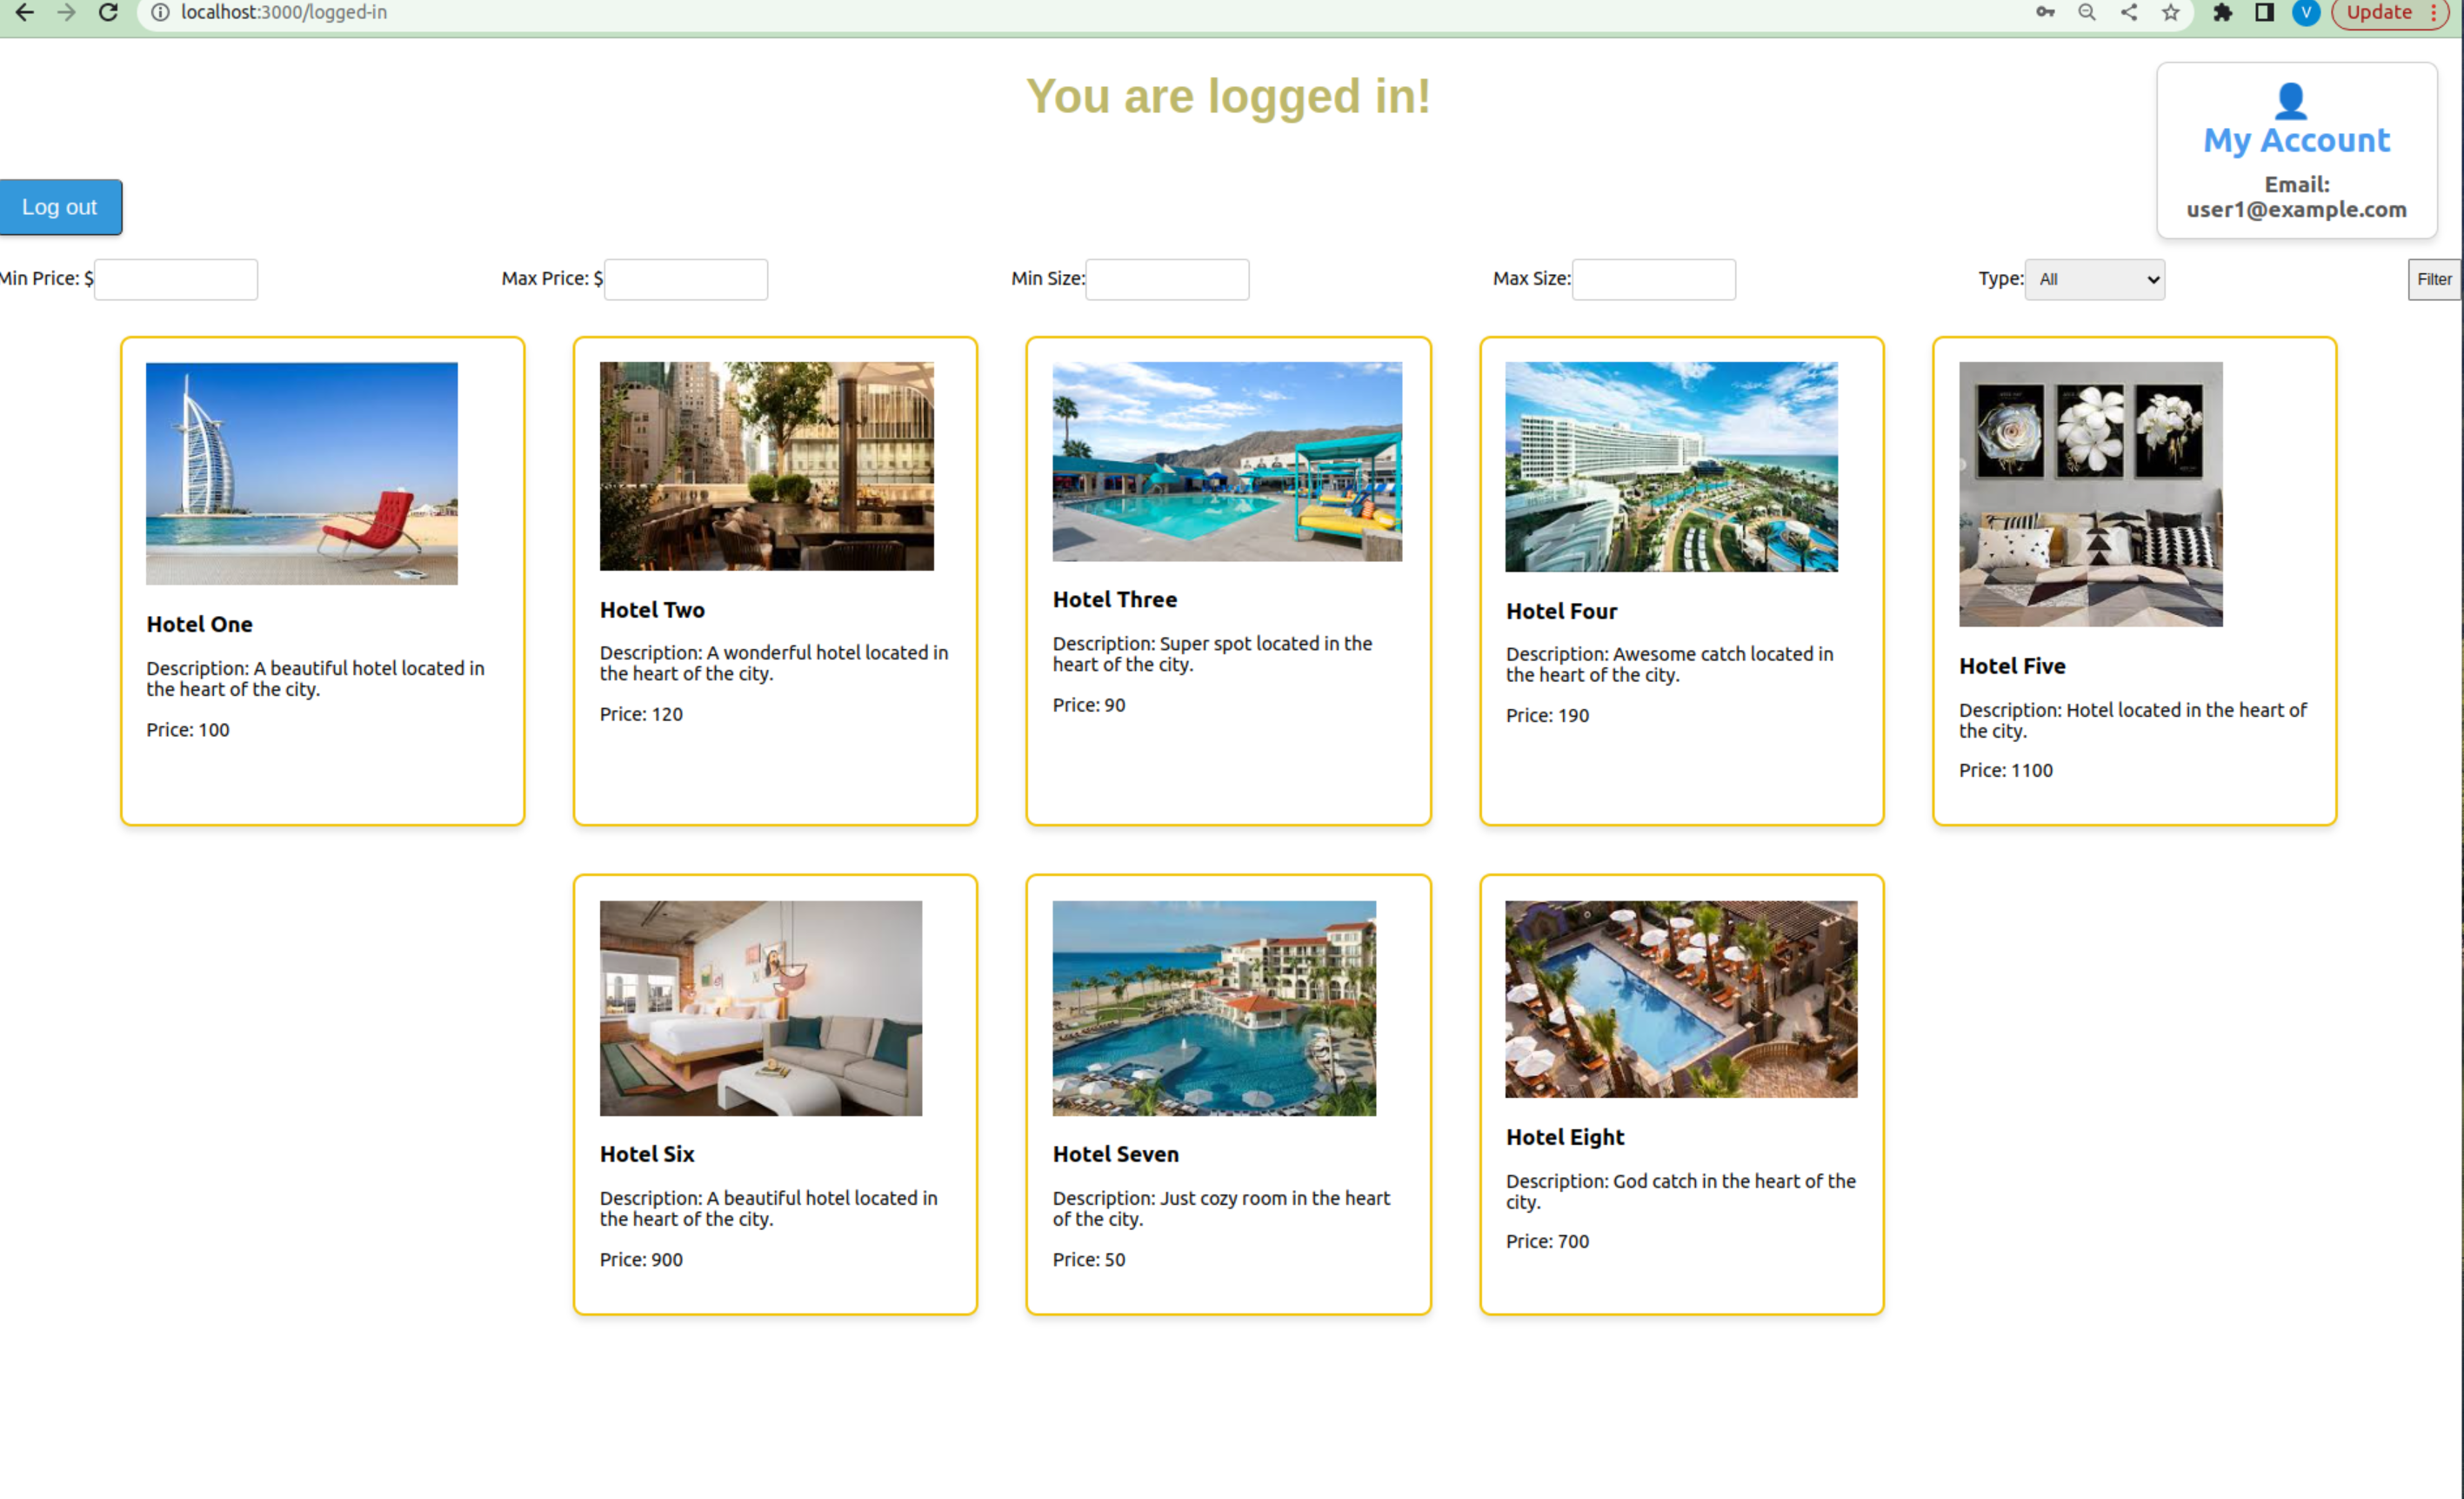 localhost:3000/logged-in
V
Update
You are logged in!
My Account
Email:
user1@example.com
Log out
Min Price: $
Max Price: $
Min Size:
Max Size:
Type:
All
Filter
Hotel One
Description: A beautiful hotel located in
the heart of the city.
Price: 100
Hotel Two
Description: A wonderful hotel located in
the heart of the city.
Price: 120
Hotel Three
Description: Super spot located in the
heart of the city.
Price: 90
Hotel Four
Description: Awesome catch located in
the heart of the city.
Price: 190
Hotel Five
Description: Hotel located in the heart of
the city.
Price: 1100
Hotel Six
Description: A beautiful hotel located in
the heart of the city.
Price: 900
Hotel Seven
Description: Just cozy room in the heart
of the city.
Price: 50
Hotel Eight
Description: God catch in the heart of the
city.
Price: 700